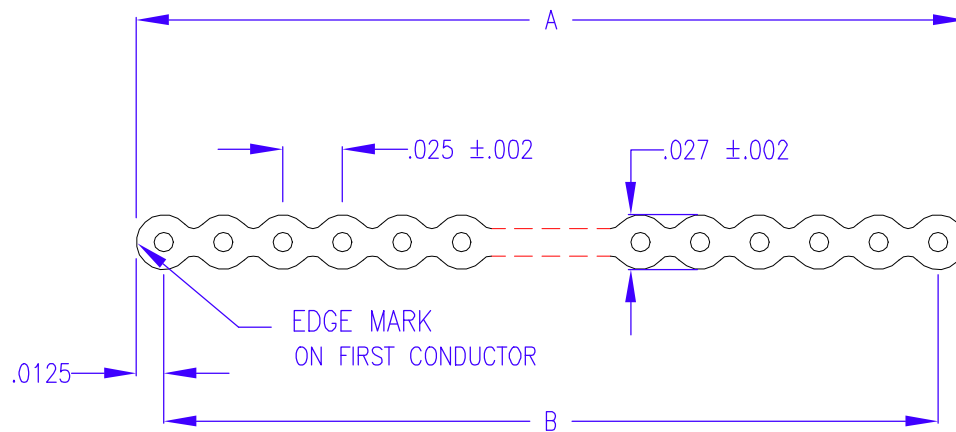 A
.025 ±.002
.027 ±.002
EDGE MARK
ON FIRST CONDUCTOR
.0125
B